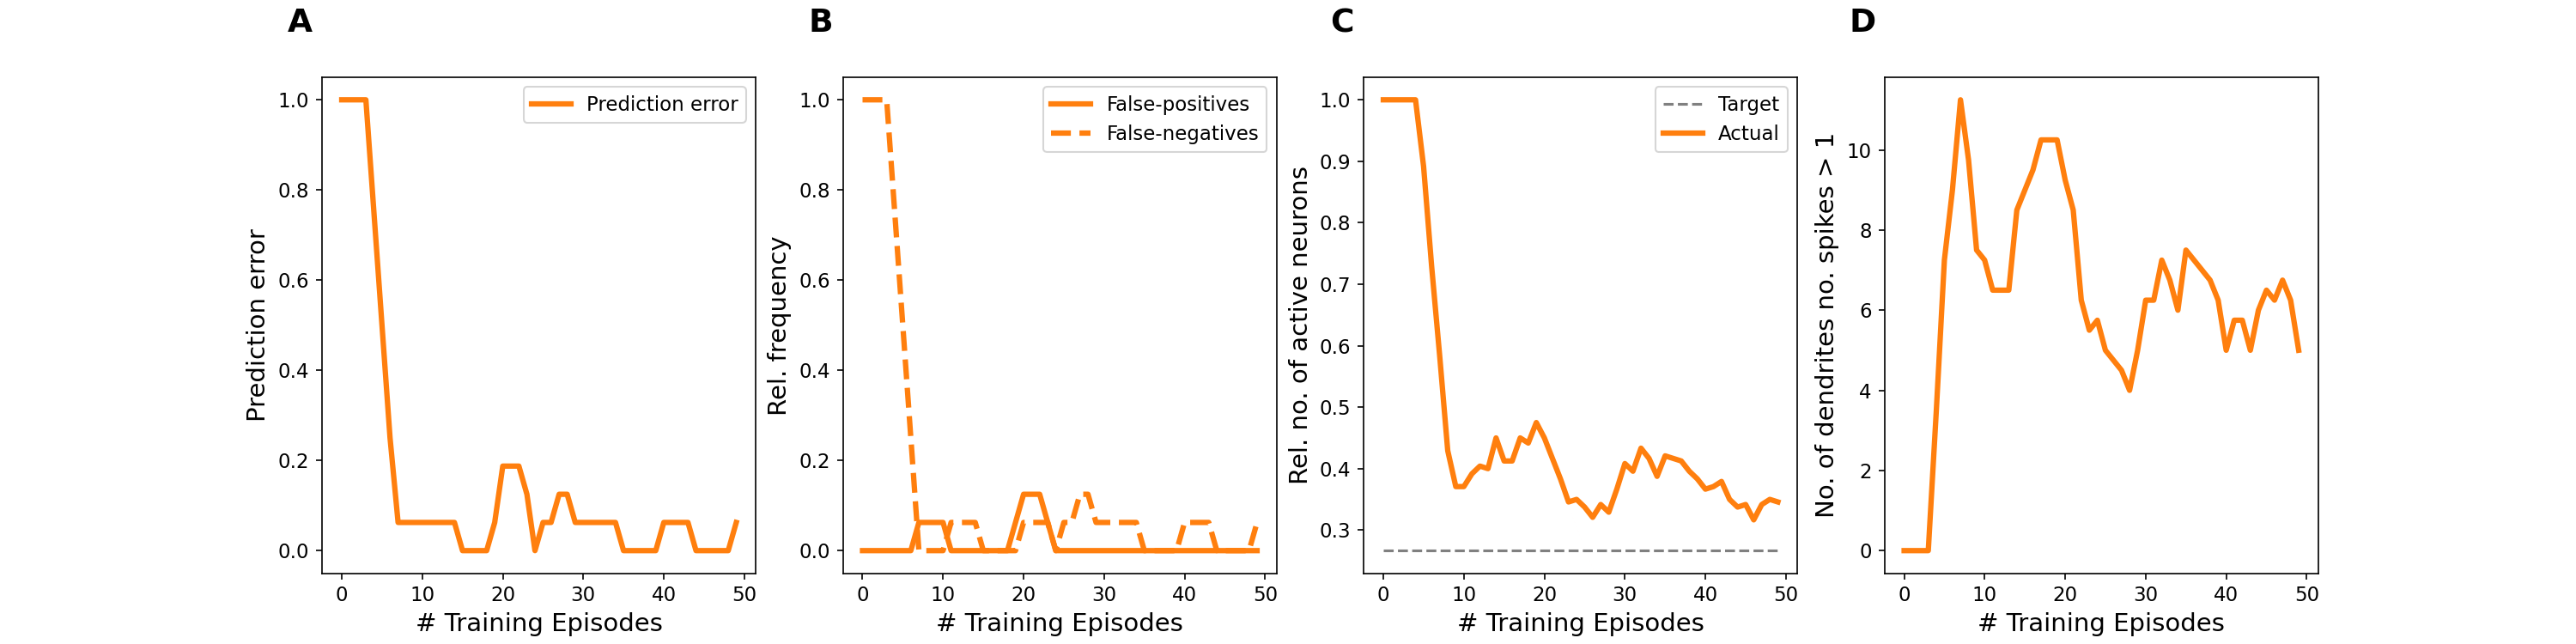 A
B
C
D
Prediction error
1.0
0.8
0.6
0.4
0.2
0.0
0 10 20 30 40 50
# Training Episodes
Prediction error
Rel. frequency
1.0
0.8
0.6
0.4
0.2
0.0
0 10 20 30 40 50
# Training Episodes
False-positives
False-negatives
Rel. no. of active neurons
1.0
0.9
0.8
0.7
0.6
0.5
0.4
0.3
0 10 20 30 40 50
# Training Episodes
Target
Actual
No. of dendrites no. spikes > 1
10
8
6
4
2
0
0 10 20 30 40 50
# Training Episodes